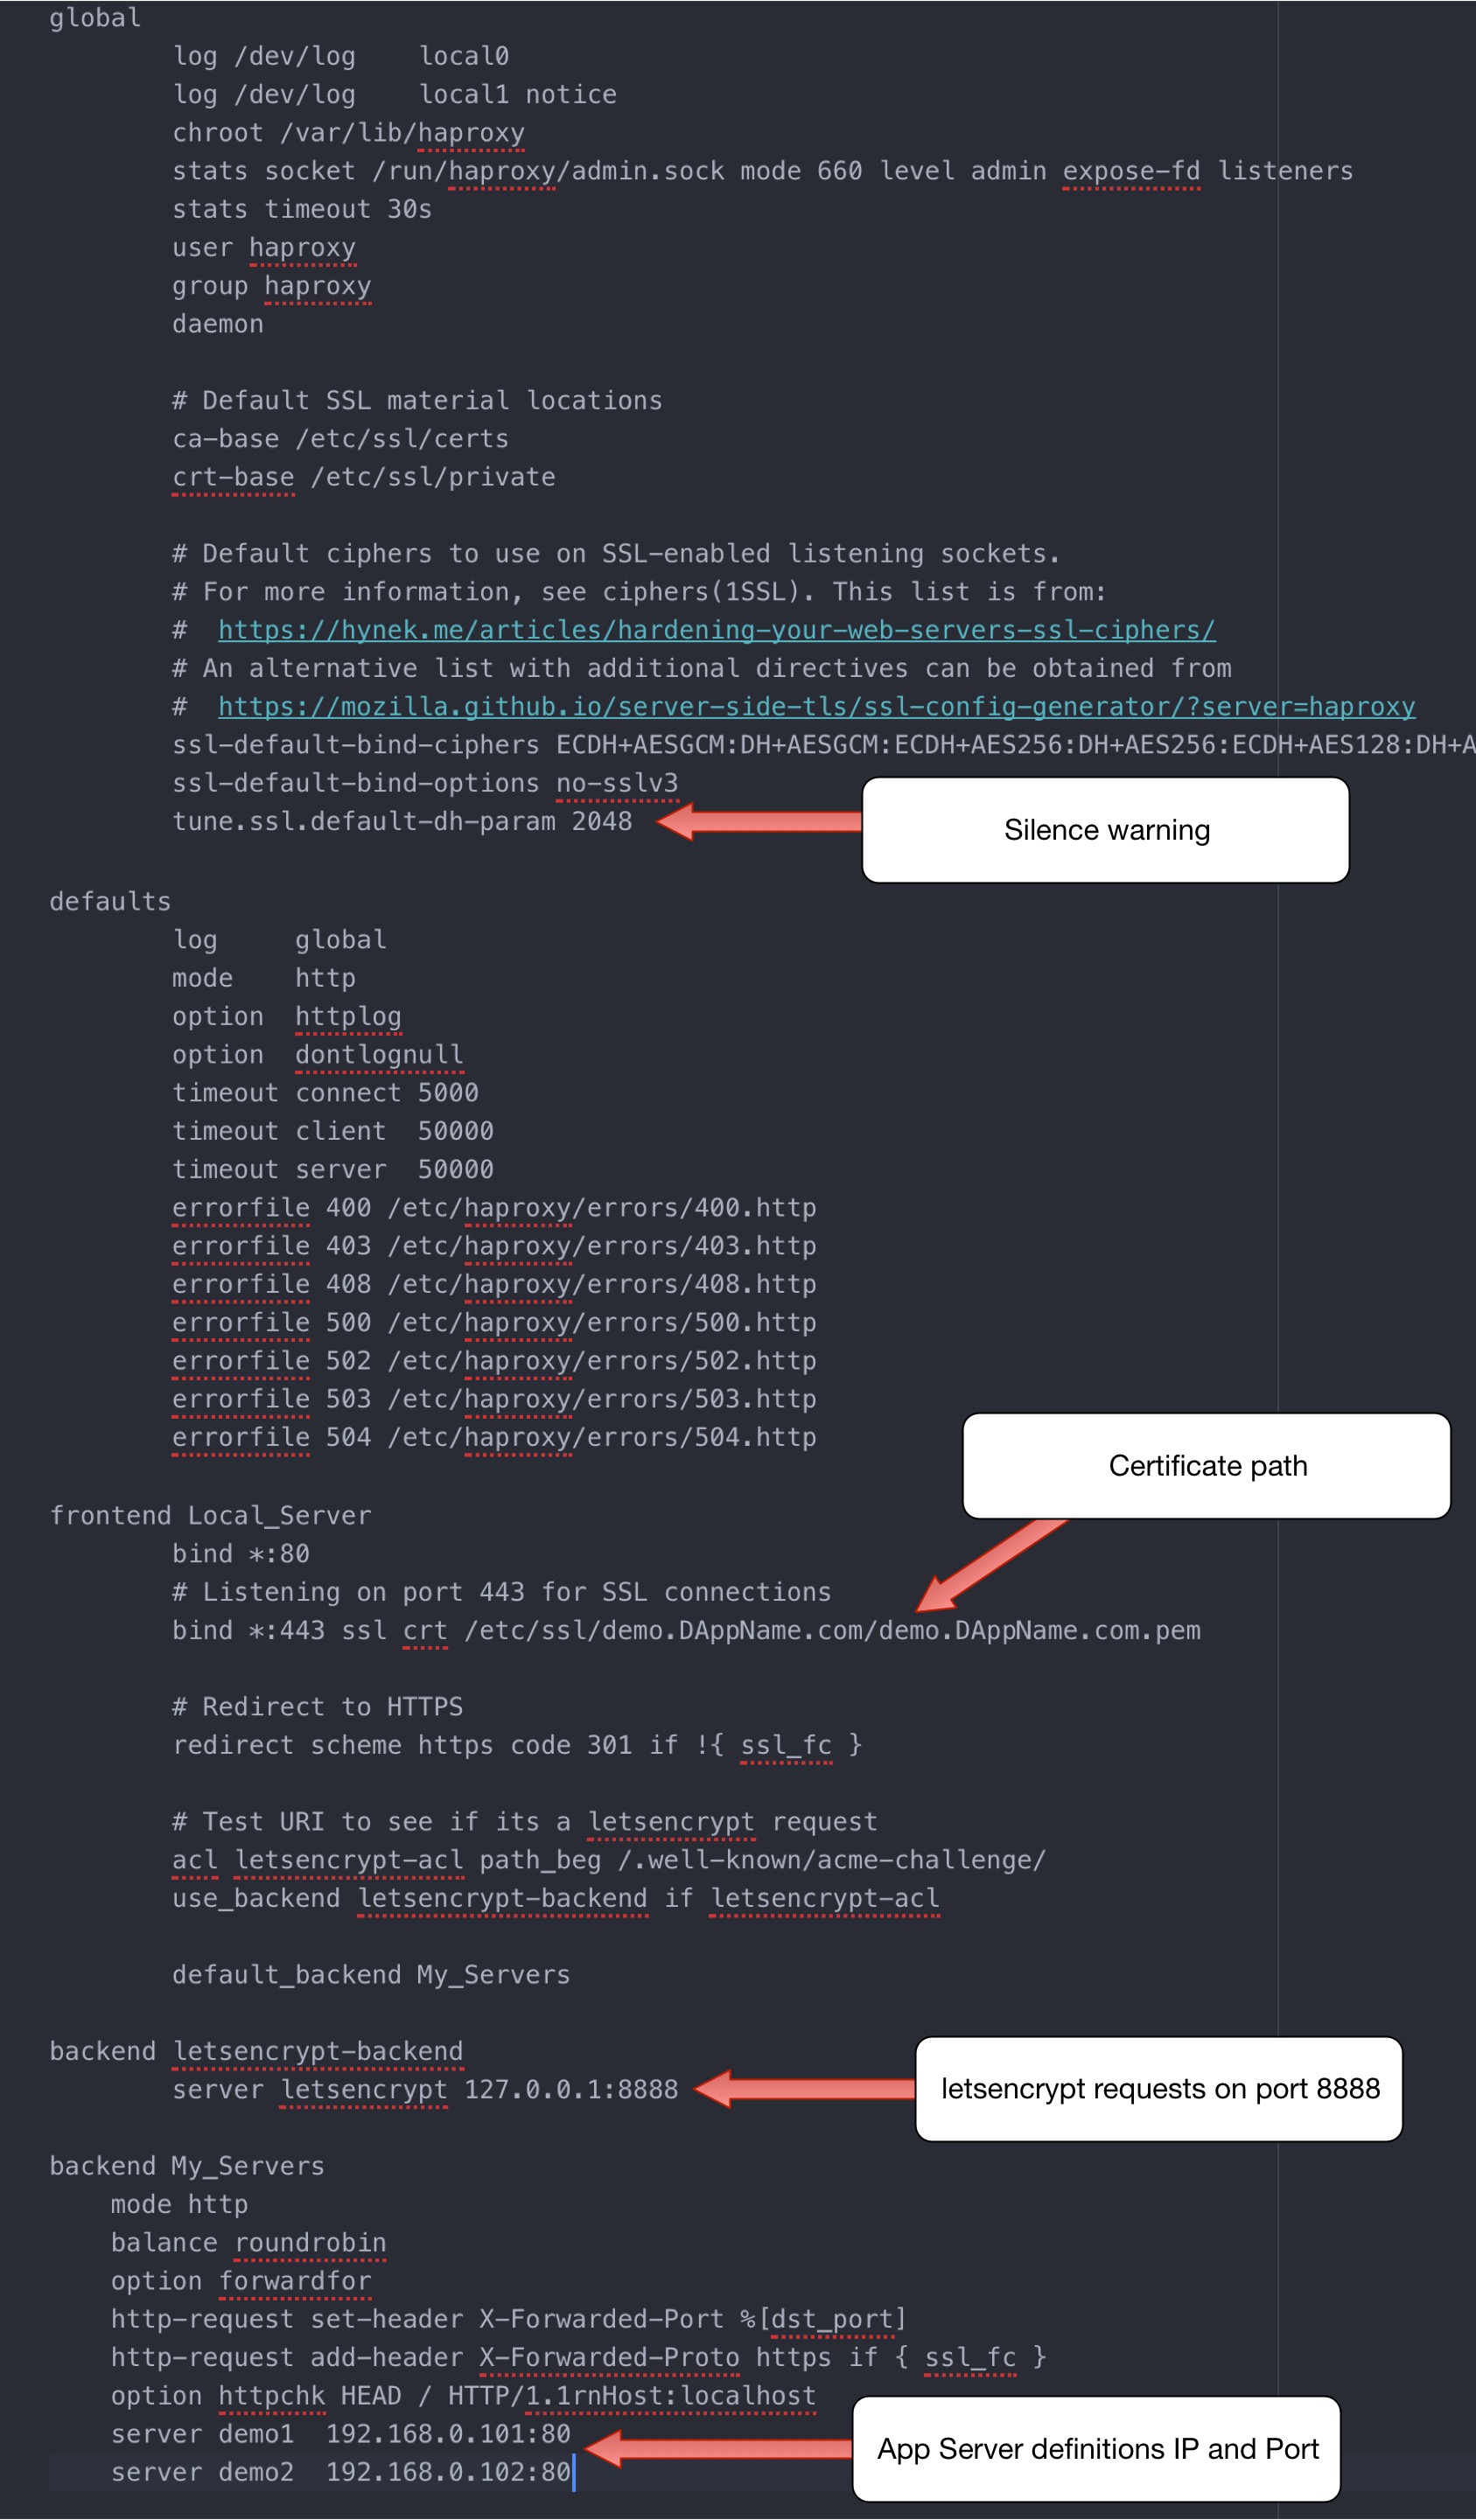 global
log /dev/log    local0
log /dev/log    local1 notice
chroot /var/lib/haproxy
stats socket /run/haproxy/admin.sock mode 660 level admin expose-fd listeners
stats timeout 30s
user haproxy
group haproxy
daemon
# Default SSL material locations
ca-base /etc/ssl/certs
crt-base /etc/ssl/private
# Default ciphers to use on SSL-enabled listening sockets.
# For more information, see ciphers(1SSL). This list is from:
#  https://hynek.me/articles/hardening-your-web-servers-ssl-ciphers/
# An alternative list with additional directives can be obtained from
#  https://mozilla.github.io/server-side-tls/ssl-config-generator/?server=haproxy
ssl-default-bind-ciphers ECDH+AESGCM:DH+AESGCM:ECDH+AES256:DH+AES256:ECDH+AES128:DH+A
ssl-default-bind-options no-sslv3
tune.ssl.default-dh-param 2048
Silence warning
defaults
log     global
mode    http
option  httplog
option  dontlognull
timeout connect 5000
timeout client  50000
timeout server  50000
errorfile 400 /etc/haproxy/errors/400.http
errorfile 403 /etc/haproxy/errors/403.http
errorfile 408 /etc/haproxy/errors/408.http
errorfile 500 /etc/haproxy/errors/500.http
errorfile 502 /etc/haproxy/errors/502.http
errorfile 503 /etc/haproxy/errors/503.http
errorfile 504 /etc/haproxy/errors/504.http
Certificate path
frontend Local_Server
bind *:80
# Listening on port 443 for SSL connections
bind *:443 ssl crt /etc/ssl/demo.DAppName.com/demo.DAppName.com.pem
# Redirect to HTTPS
redirect scheme https code 301 if !{ ssl_fc }
# Test URI to see if its a letsencrypt request
acl letsencrypt-acl path_beg /.well-known/acme-challenge/
use_backend letsencrypt-backend if letsencrypt-acl
default_backend My_Servers
backend letsencrypt-backend
server letsencrypt 127.0.0.1:8888
letsencrypt requests on port 8888
backend My_Servers
mode http
balance roundrobin
option forwardfor
http-request set-header X-Forwarded-Port %[dst_port]
http-request add-header X-Forwarded-Proto https if { ssl_fc }
option httpchk HEAD / HTTP/1.1rnHost:localhost
server demo1  192.168.0.101:80
App Server definitions IP and Port
server demo2  192.168.0.102:80